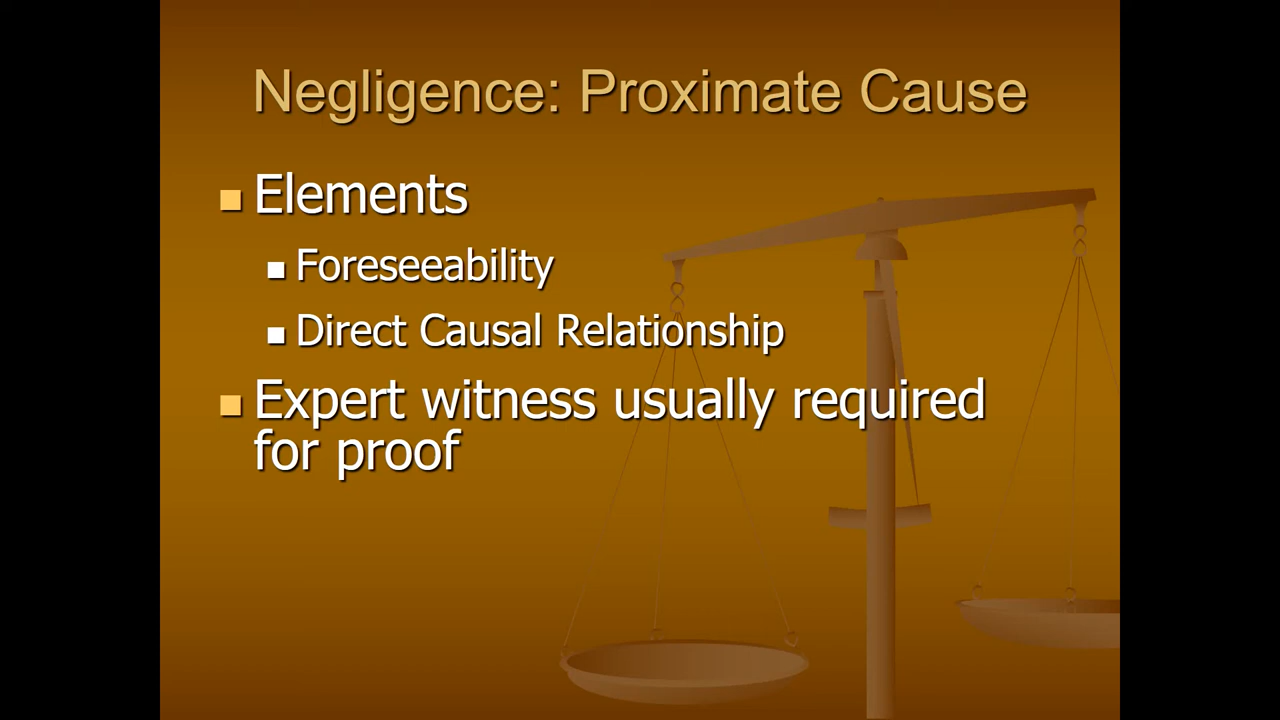 Negligence: Proximate Cause
Elements
Foreseeability
Direct Causal Relationship
Expert witness usually required
for proof